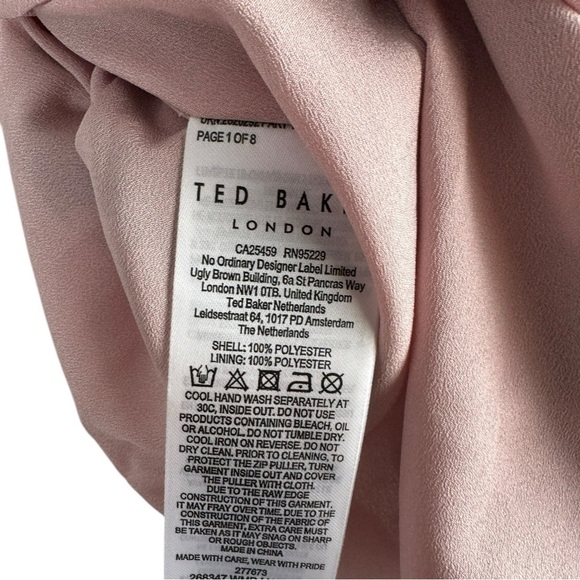 PAGE 1 OF 8
TED BAK
LONDON
CA25459 RN95229
No Ordinary Designer Label Limited
Ugly Brown Building, 6a St Pancras Way
London NW1 0TB. United Kingdom
Ted Baker Netherlands
Leidsestraat 64, 1017 PD Amsterdam
The Netherlands
SHELL: 100% POLYESTER
LINING: 100% POLYESTER
COOL HAND WASH SEPARATELY AT
30C, INSIDE OUT. DO NOT USE
PRODUCTS CONTAINING BLEACH, OIL
OR ALCOHOL. DO NOT TUMBLE DRY.
COOL IRON ON REVERSE. DO NOT
DRY CLEAN. PRIOR TO CLEANING, TO
PROTECT THE ZIP PULLER, TURN
GARMENT INSIDE OUT AND COVER
THE PULLER WITH CLOTH.
DUE TO THE RAW EDGE
CONSTRUCTION OF THIS GARMENT,
IT MAY FRAY OVER TIME. DUE TO THE
CONSTRUCTION OF THE FABRIC OF
THIS GARMENT, EXTRA CARE MUST
BE TAKEN AS IT MAY SNAG ON SHARP
OR ROUGH OBJECTS.
MADE IN CHINA
MADE WITH CARE, WEAR WITH PRIDE
277673